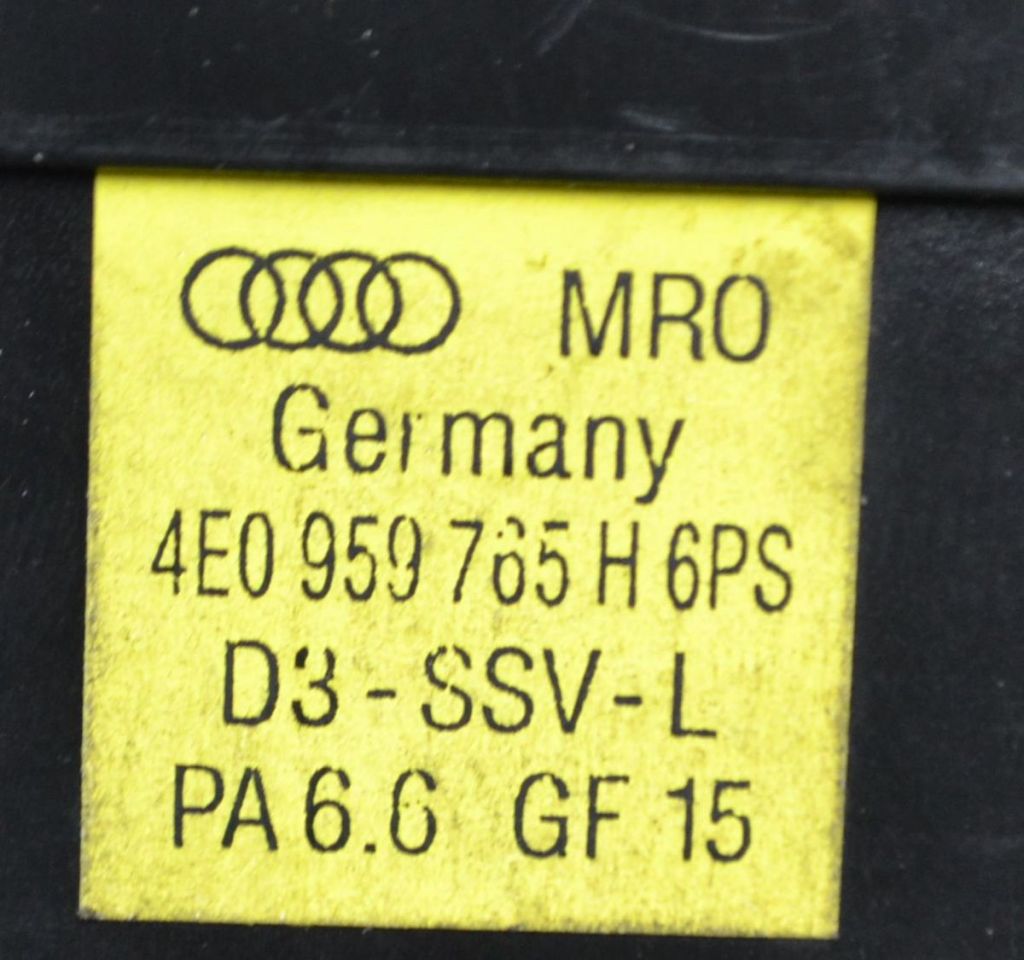 MRO
Germany
4E0 959 765 H 6PS
D3-SSV-L
PA 6.6 GF 15